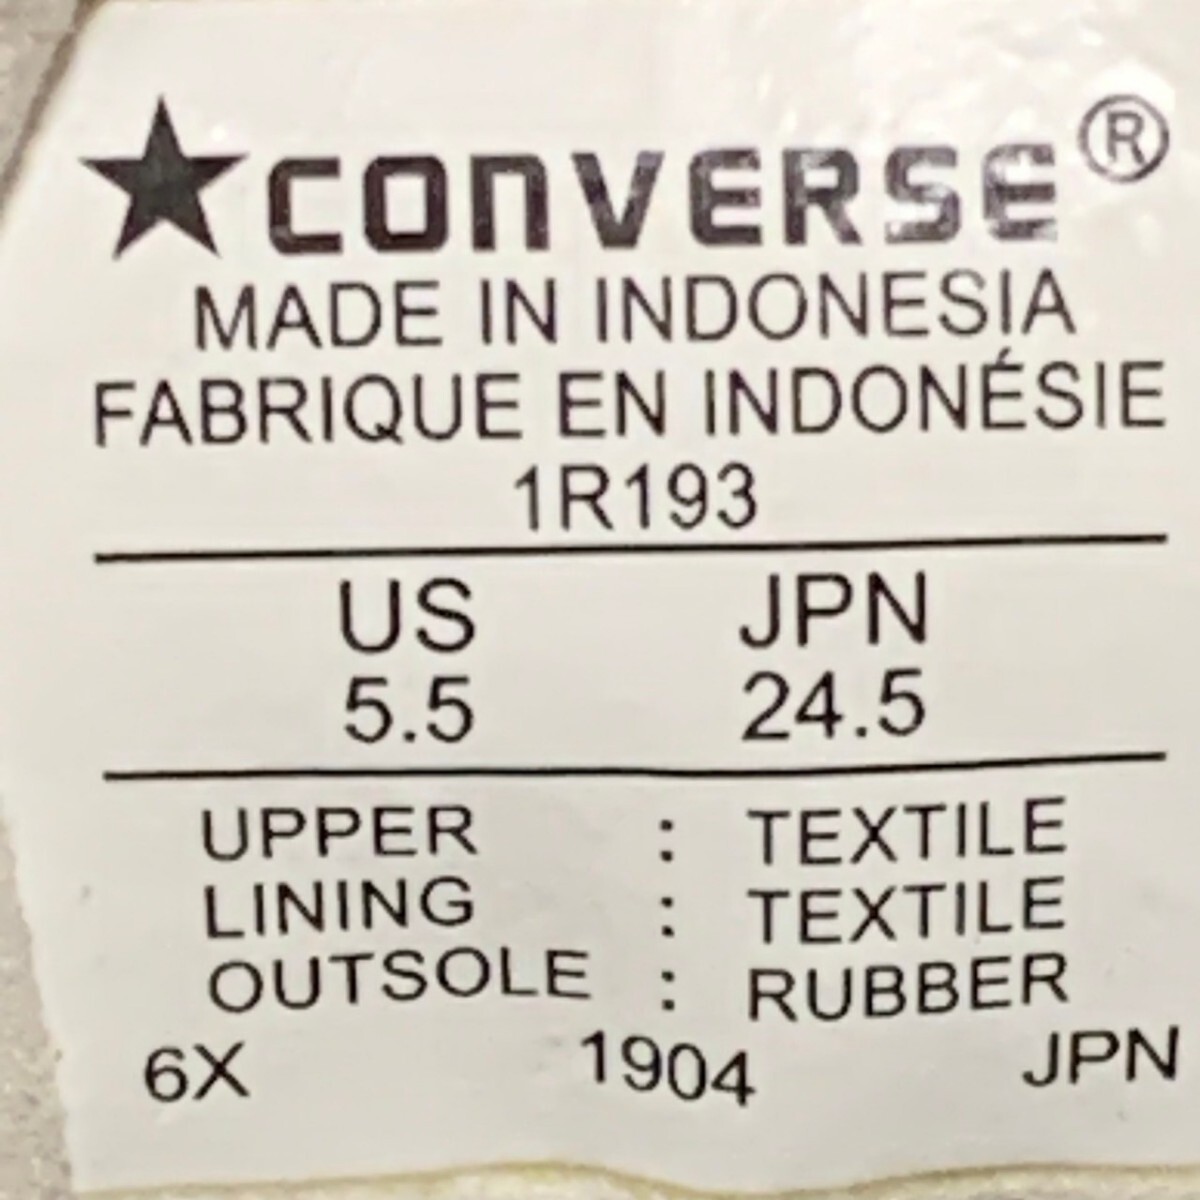 ★CONVERSE®
MADE IN INDONESIA
FABRIQUE EN INDONÉSIE
1R193
US JPN
5.5 24.5
UPPER : TEXTILE
LINING : TEXTILE
OUTSOLE : RUBBER
6X 1904 JPN